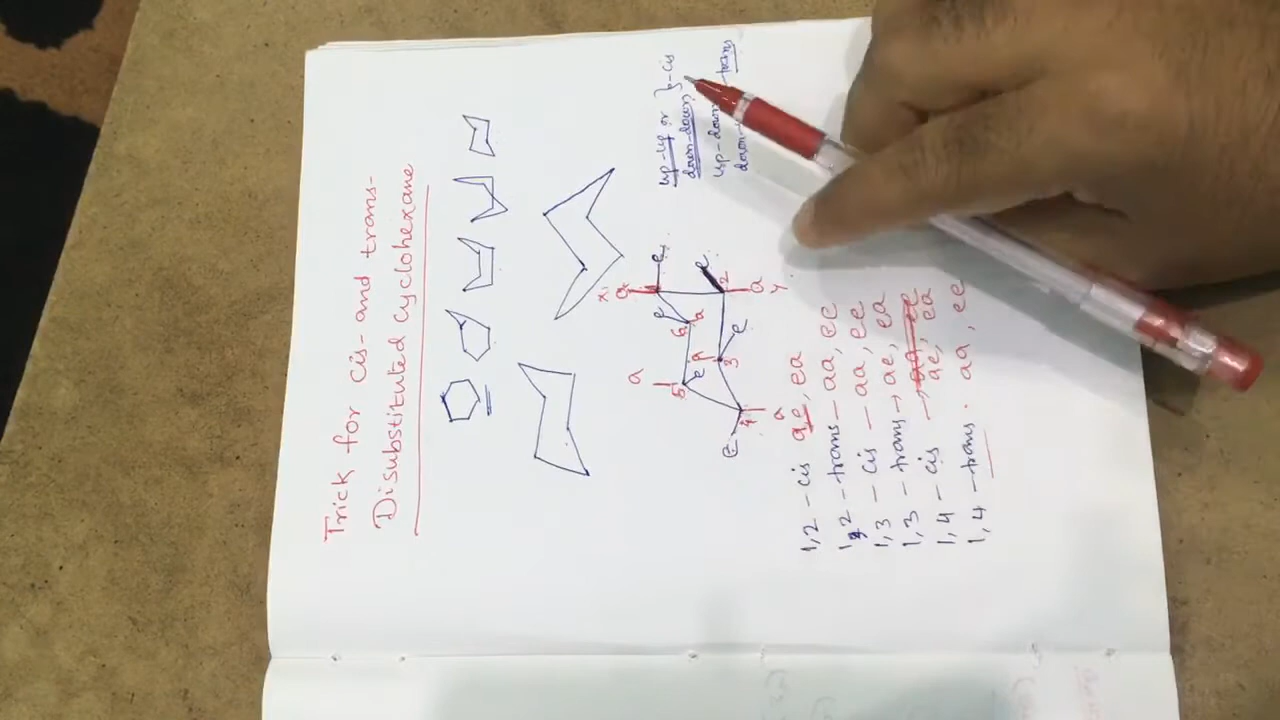 Trick for cis- and trans-
Disubstituted cyclohexane
up-up or
down-down } - cis
up-down
down-
trans
1,2 - cis ae, ea
1,2 - trans - aa, ee
1,3 - cis - aa, ee
1,3 - trans - ae, ea
1,4 - cis - ae, ea
1,4 - trans - aa, ee